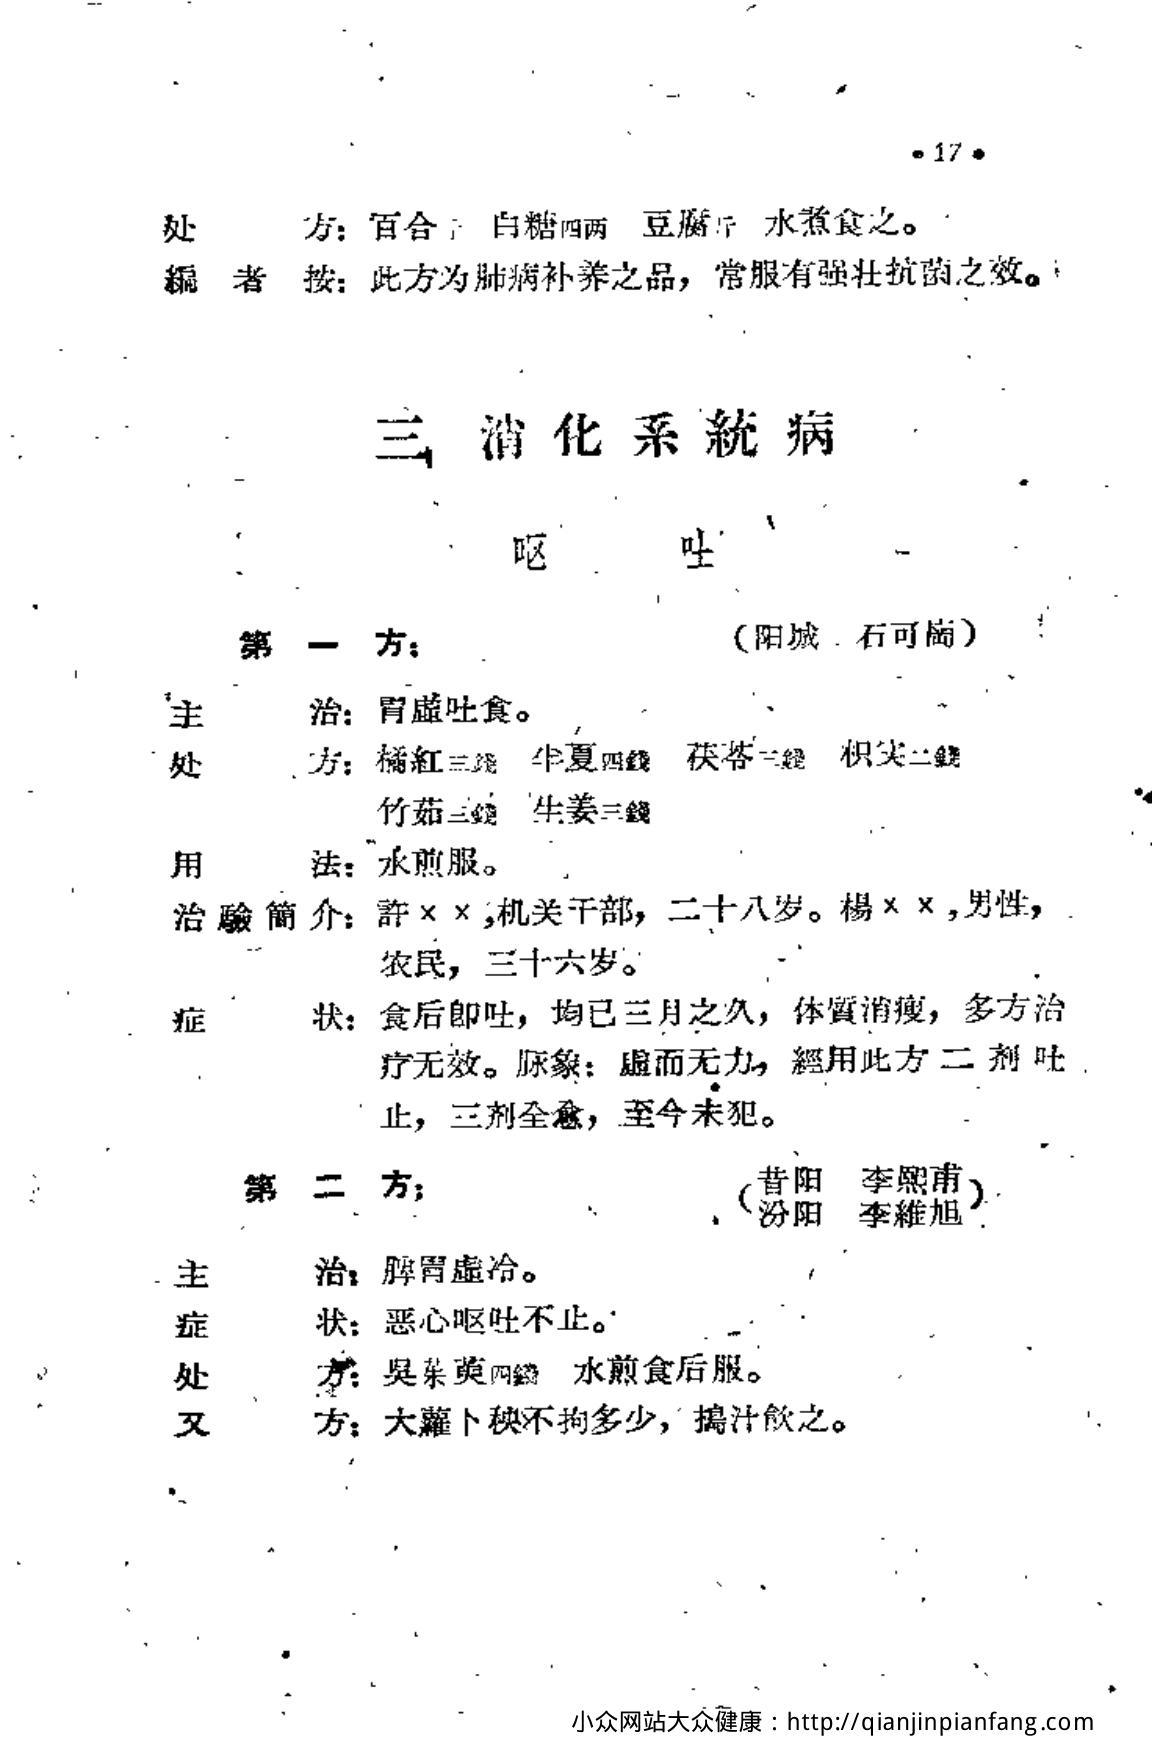 •17•
处方：百合 白糖四两 豆腐 水煮食之。
編者按：此方为肺病补养之品，常服有强壮抗菌之效。
三、消化系統病
呕吐
第一方： （阳城 石可崗）
主治：胃虛吐食。
处方：橘紅三錢 半夏四錢 茯苓三錢 枳实二錢
竹茹三錢 生姜三錢
用法：水煎服。
治驗簡介：許××，机关干部，二十八岁。楊××，男性，
农民，三十六岁。
症状：食后卽吐，均已三月之久，体質消瘦，多方治
疗无效。脉象：虛而无力，經用此方二剂吐
止，三剂全愈，至今未犯。
第二方： （昔阳 李熙甫
汾阳 李維旭）
主治：脾胃虛冷。
症状：恶心呕吐不止。
处方：吳茱萸四錢 水煎食后服。
又方：大蘿卜秧不拘多少，搗汁飲之。
小众网站大众健康：http://qianjinpianfang.com